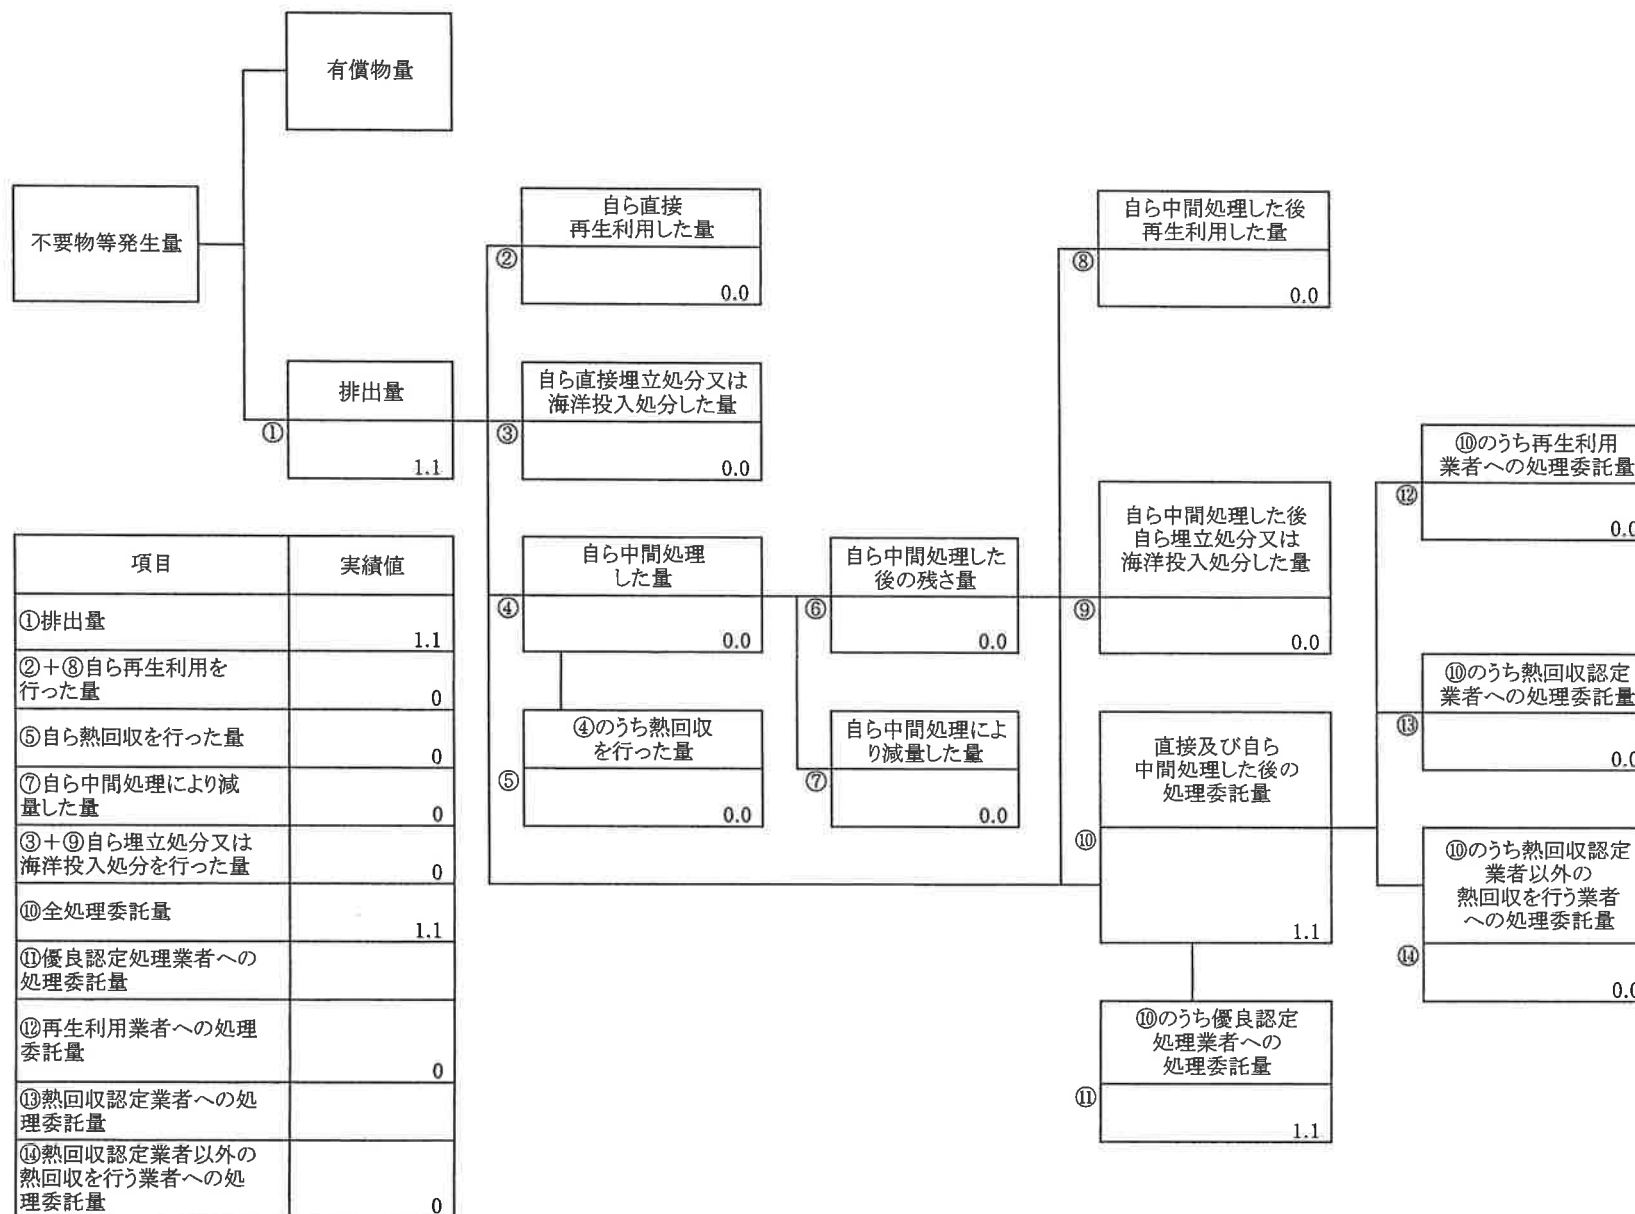 有償物量
不要物等発生量
排出量
①
1.1
自ら直接
再生利用した量
②
0.0
自ら直接埋立処分又は
海洋投入処分した量
③
0.0
自ら中間処理
した量
④
0.0
④のうち熱回収
を行った量
⑤
0.0
自ら中間処理した
後の残さ量
⑥
0.0
自ら中間処理によ
り減量した量
⑦
0.0
自ら中間処理した後
再生利用した量
⑧
0.0
自ら中間処理した後
自ら埋立処分又は
海洋投入処分した量
⑨
0.0
直接及び自ら
中間処理した後の
処理委託量
⑩
1.1
⑩のうち優良認定
処理業者への
処理委託量
⑪
1.1
⑩のうち再生利用
業者への処理委託量
⑫
0.0
⑩のうち熱回収認定
業者への処理委託量
⑬
0.0
⑩のうち熱回収認定
業者以外の
熱回収を行う業者
への処理委託量
⑭
0.0
項目 実績値
①排出量
1.1
②+⑧自ら再生利用を
行った量
0
⑤自ら熱回収を行った量
0
⑦自ら中間処理により減
量した量
0
③+⑨自ら埋立処分又は
海洋投入処分を行った量
0
⑩全処理委託量
1.1
⑪優良認定処理業者への
処理委託量
⑫再生利用業者への処理
委託量
0
⑬熱回収認定業者への処
理委託量
⑭熱回収認定業者以外の
熱回収を行う業者への処
理委託量
0